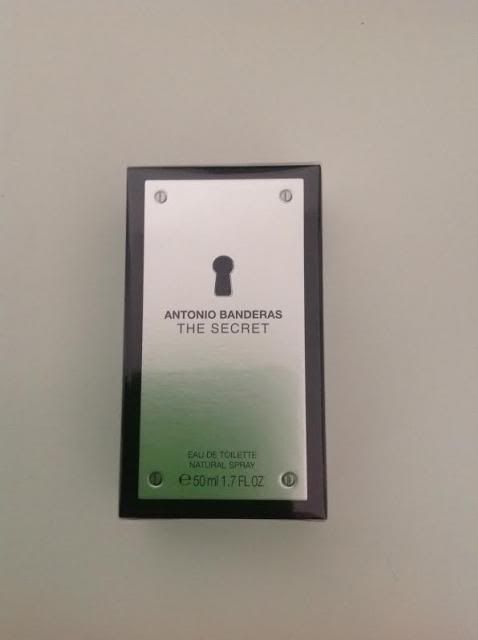 ANTONIO BANDERAS
THE SECRET
EAU DE TOILETTE
NATURAL SPRAY
℮50 ml 1.7 FL OZ